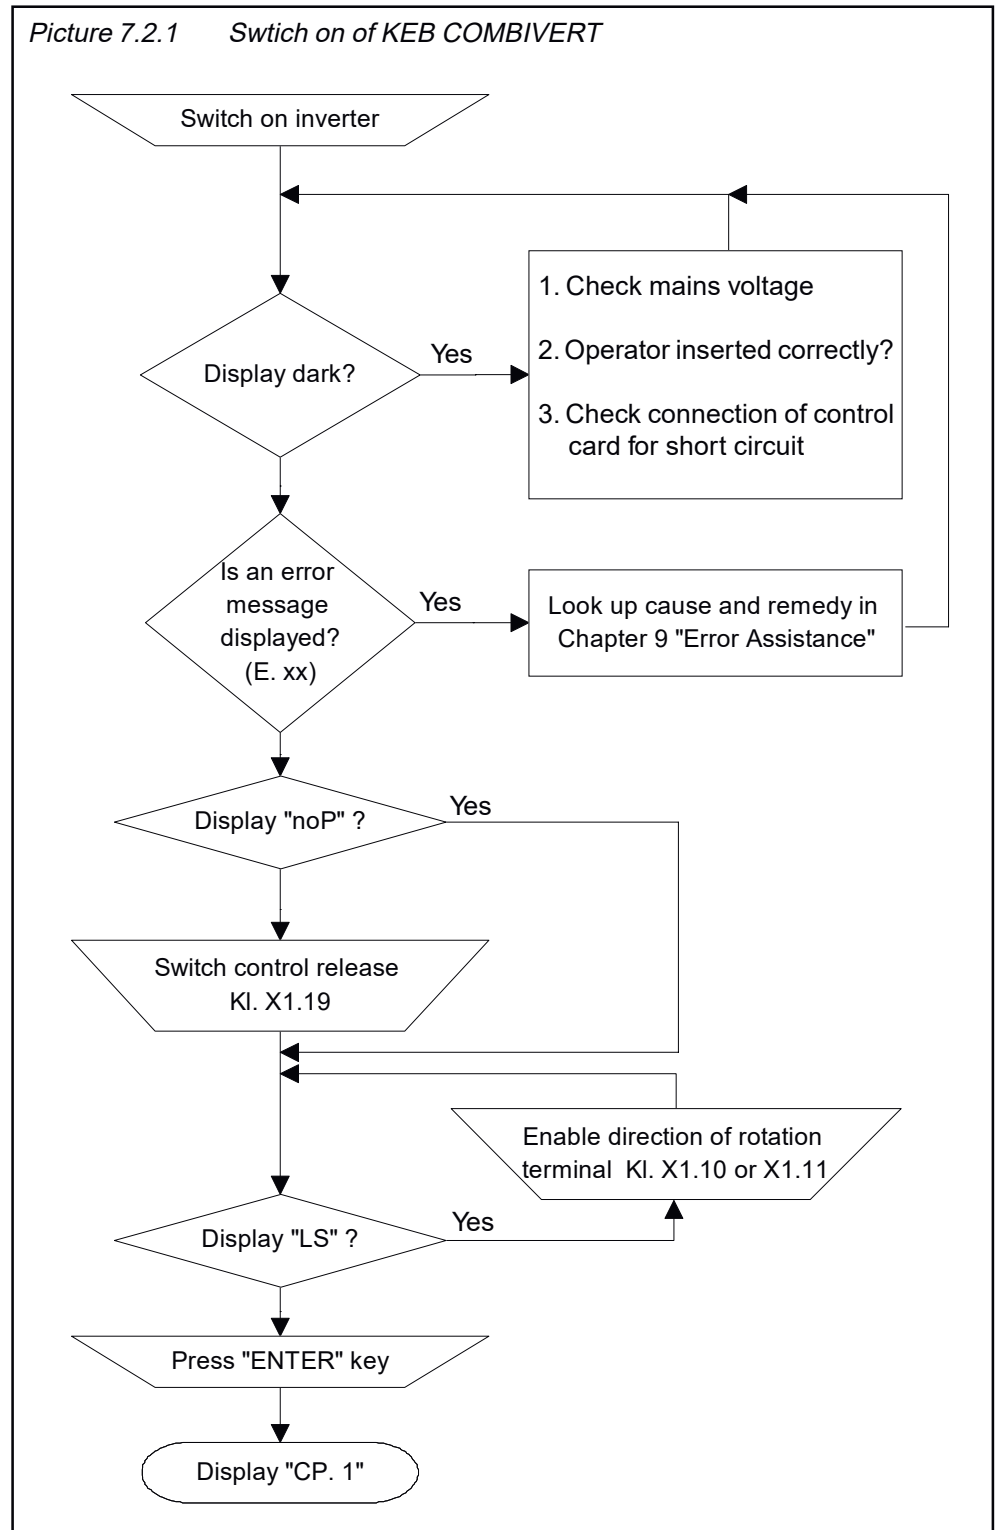 Picture 7.2.1 Swtich on of KEB COMBIVERT
Switch on inverter
Display dark?
Yes
1. Check mains voltage
2. Operator inserted correctly?
3. Check connection of control
card for short circuit
Is an error
message
displayed?
(E. xx)
Yes
Look up cause and remedy in
Chapter 9 "Error Assistance"
Display "noP" ?
Yes
Switch control release
Kl. X1.19
Enable direction of rotation
terminal Kl. X1.10 or X1.11
Display "LS" ?
Yes
Press "ENTER" key
Display "CP. 1"